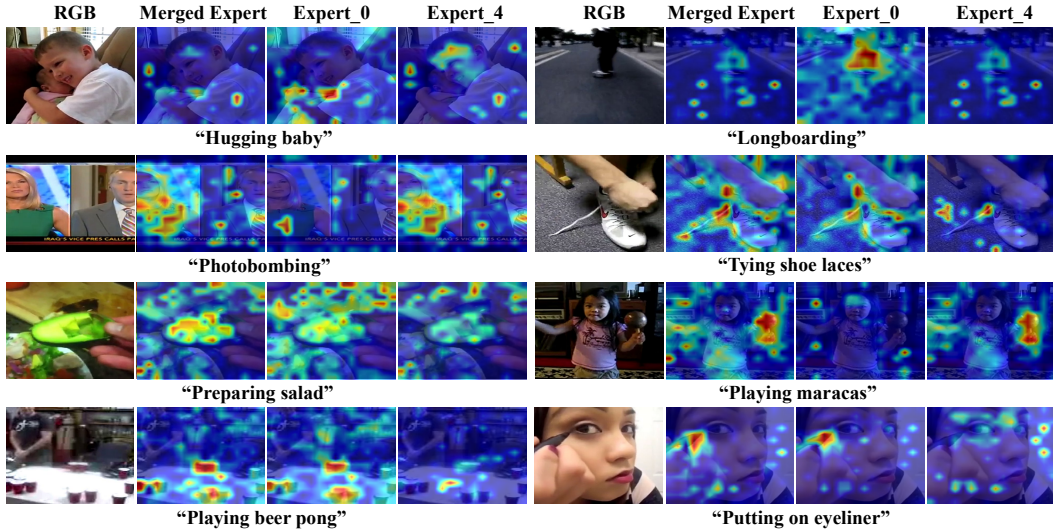 RGB Merged Expert Expert_0 Expert_4 RGB Merged Expert Expert_0 Expert_4
“Hugging baby” “Longboarding”
IRAQ'S VICE PRES CALLS
“Photobombing” “Tying shoe laces”
“Preparing salad” “Playing maracas”
“Playing beer pong” “Putting on eyeliner”